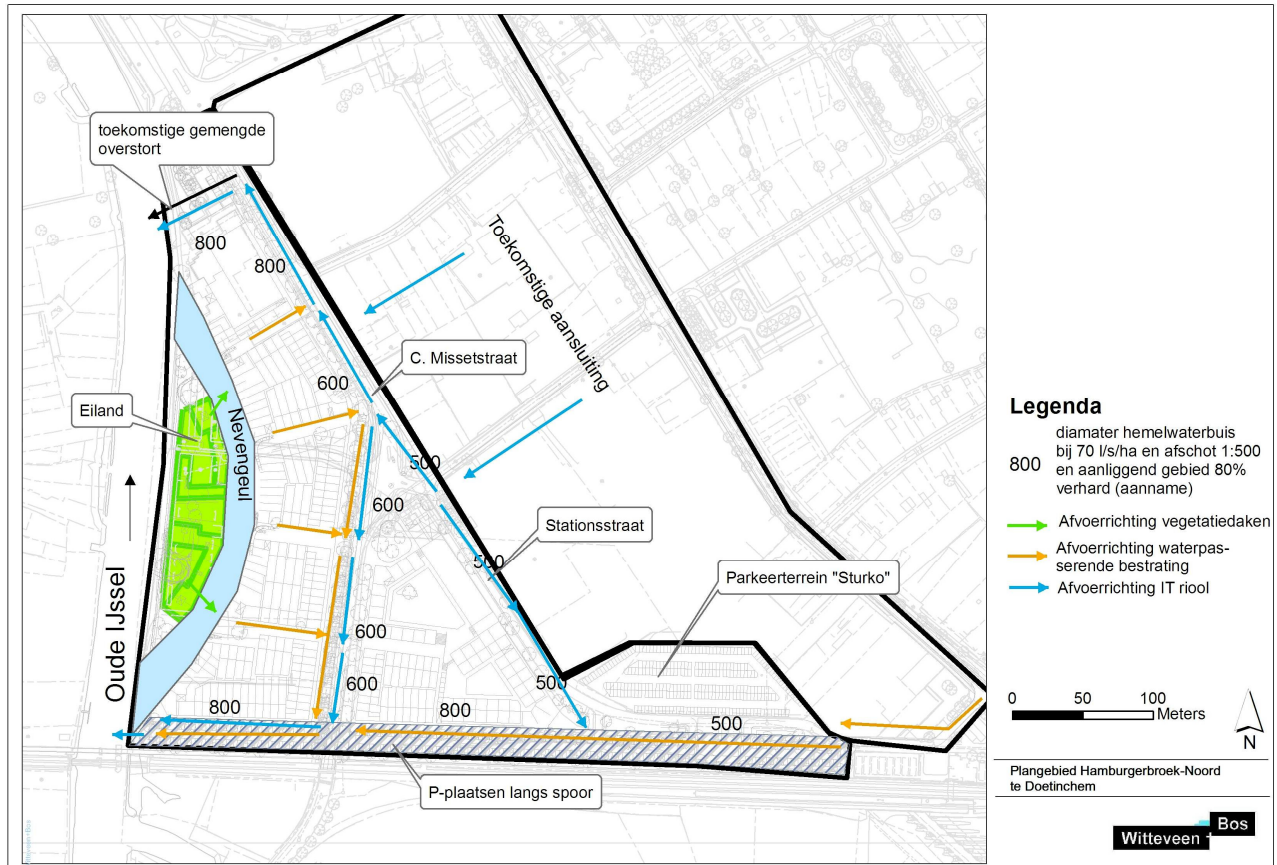 toekomstige gemengde
overstort
800
800
Toekomstige aansluiting
C. Missetstraat
600
Eiland
Nevengeul
500
600
Stationsstraat
500
Parkeerterrein "Sturko"
Oude IJssel
600
600
500
800
800
500
P-plaatsen langs spoor
Legenda
800
diamater hemelwaterbuis
bij 70 l/s/ha en afschot 1:500
en aanliggend gebied 80%
verhard (aanname)
Afvoerrichting vegetatiedaken
Afvoerrichting waterpas-
serende bestrating
Afvoerrichting IT riool
0 50 100
Meters
N
Plangebied Hamburgerbroek-Noord
te Doetinchem
Witteveen + Bos